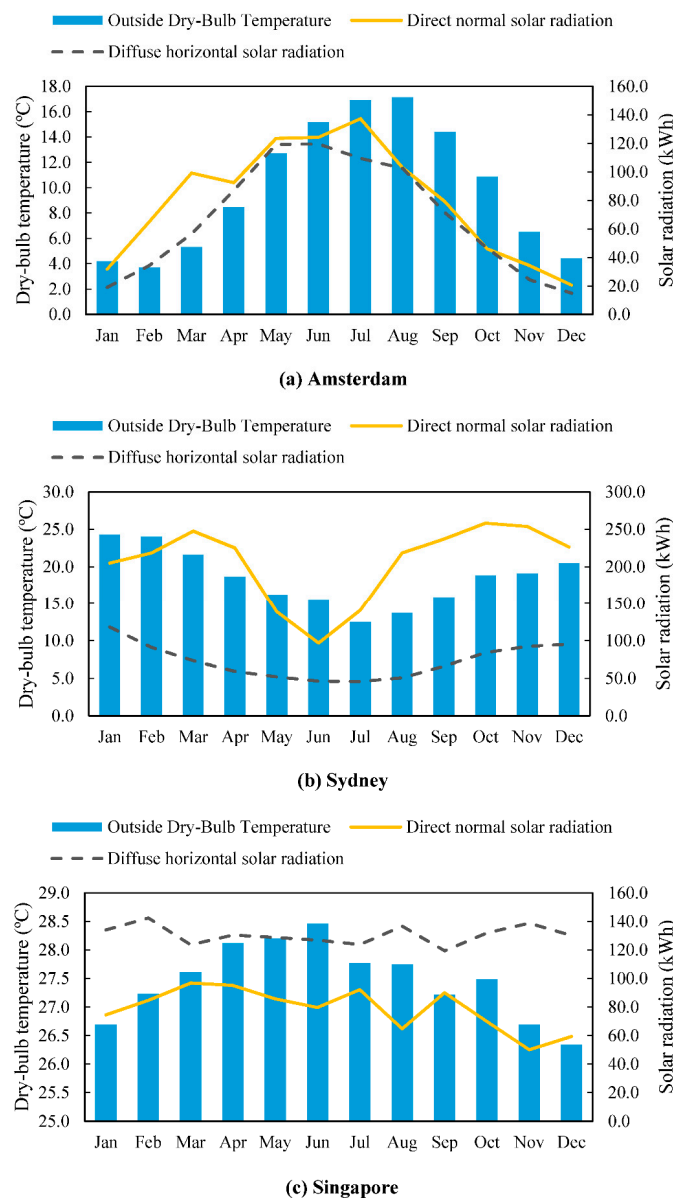 Outside Dry-Bulb Temperature Direct normal solar radiation
Diffuse horizontal solar radiation
Dry-bulb temperature (ºC)
18.0
16.0
14.0
12.0
10.0
8.0
6.0
4.0
2.0
0.0
160.0
140.0
120.0
100.0
80.0
60.0
40.0
20.0
0.0
Solar radiation (kWh)
Jan Feb Mar Apr May Jun Jul Aug Sep Oct Nov Dec
(a) Amsterdam
Outside Dry-Bulb Temperature Direct normal solar radiation
Diffuse horizontal solar radiation
Dry-bulb temperature (ºC)
30.0
25.0
20.0
15.0
10.0
5.0
0.0
300.0
250.0
200.0
150.0
100.0
50.0
0.0
Solar radiation (kWh)
Jan Feb Mar Apr May Jun Jul Aug Sep Oct Nov Dec
(b) Sydney
Outside Dry-Bulb Temperature Direct normal solar radiation
Diffuse horizontal solar radiation
Dry-bulb temperature (ºC)
29.0
28.5
28.0
27.5
27.0
26.5
26.0
25.5
25.0
160.0
140.0
120.0
100.0
80.0
60.0
40.0
20.0
0.0
Solar radiation (kWh)
Jan Feb Mar Apr May Jun Jul Aug Sep Oct Nov Dec
(c) Singapore